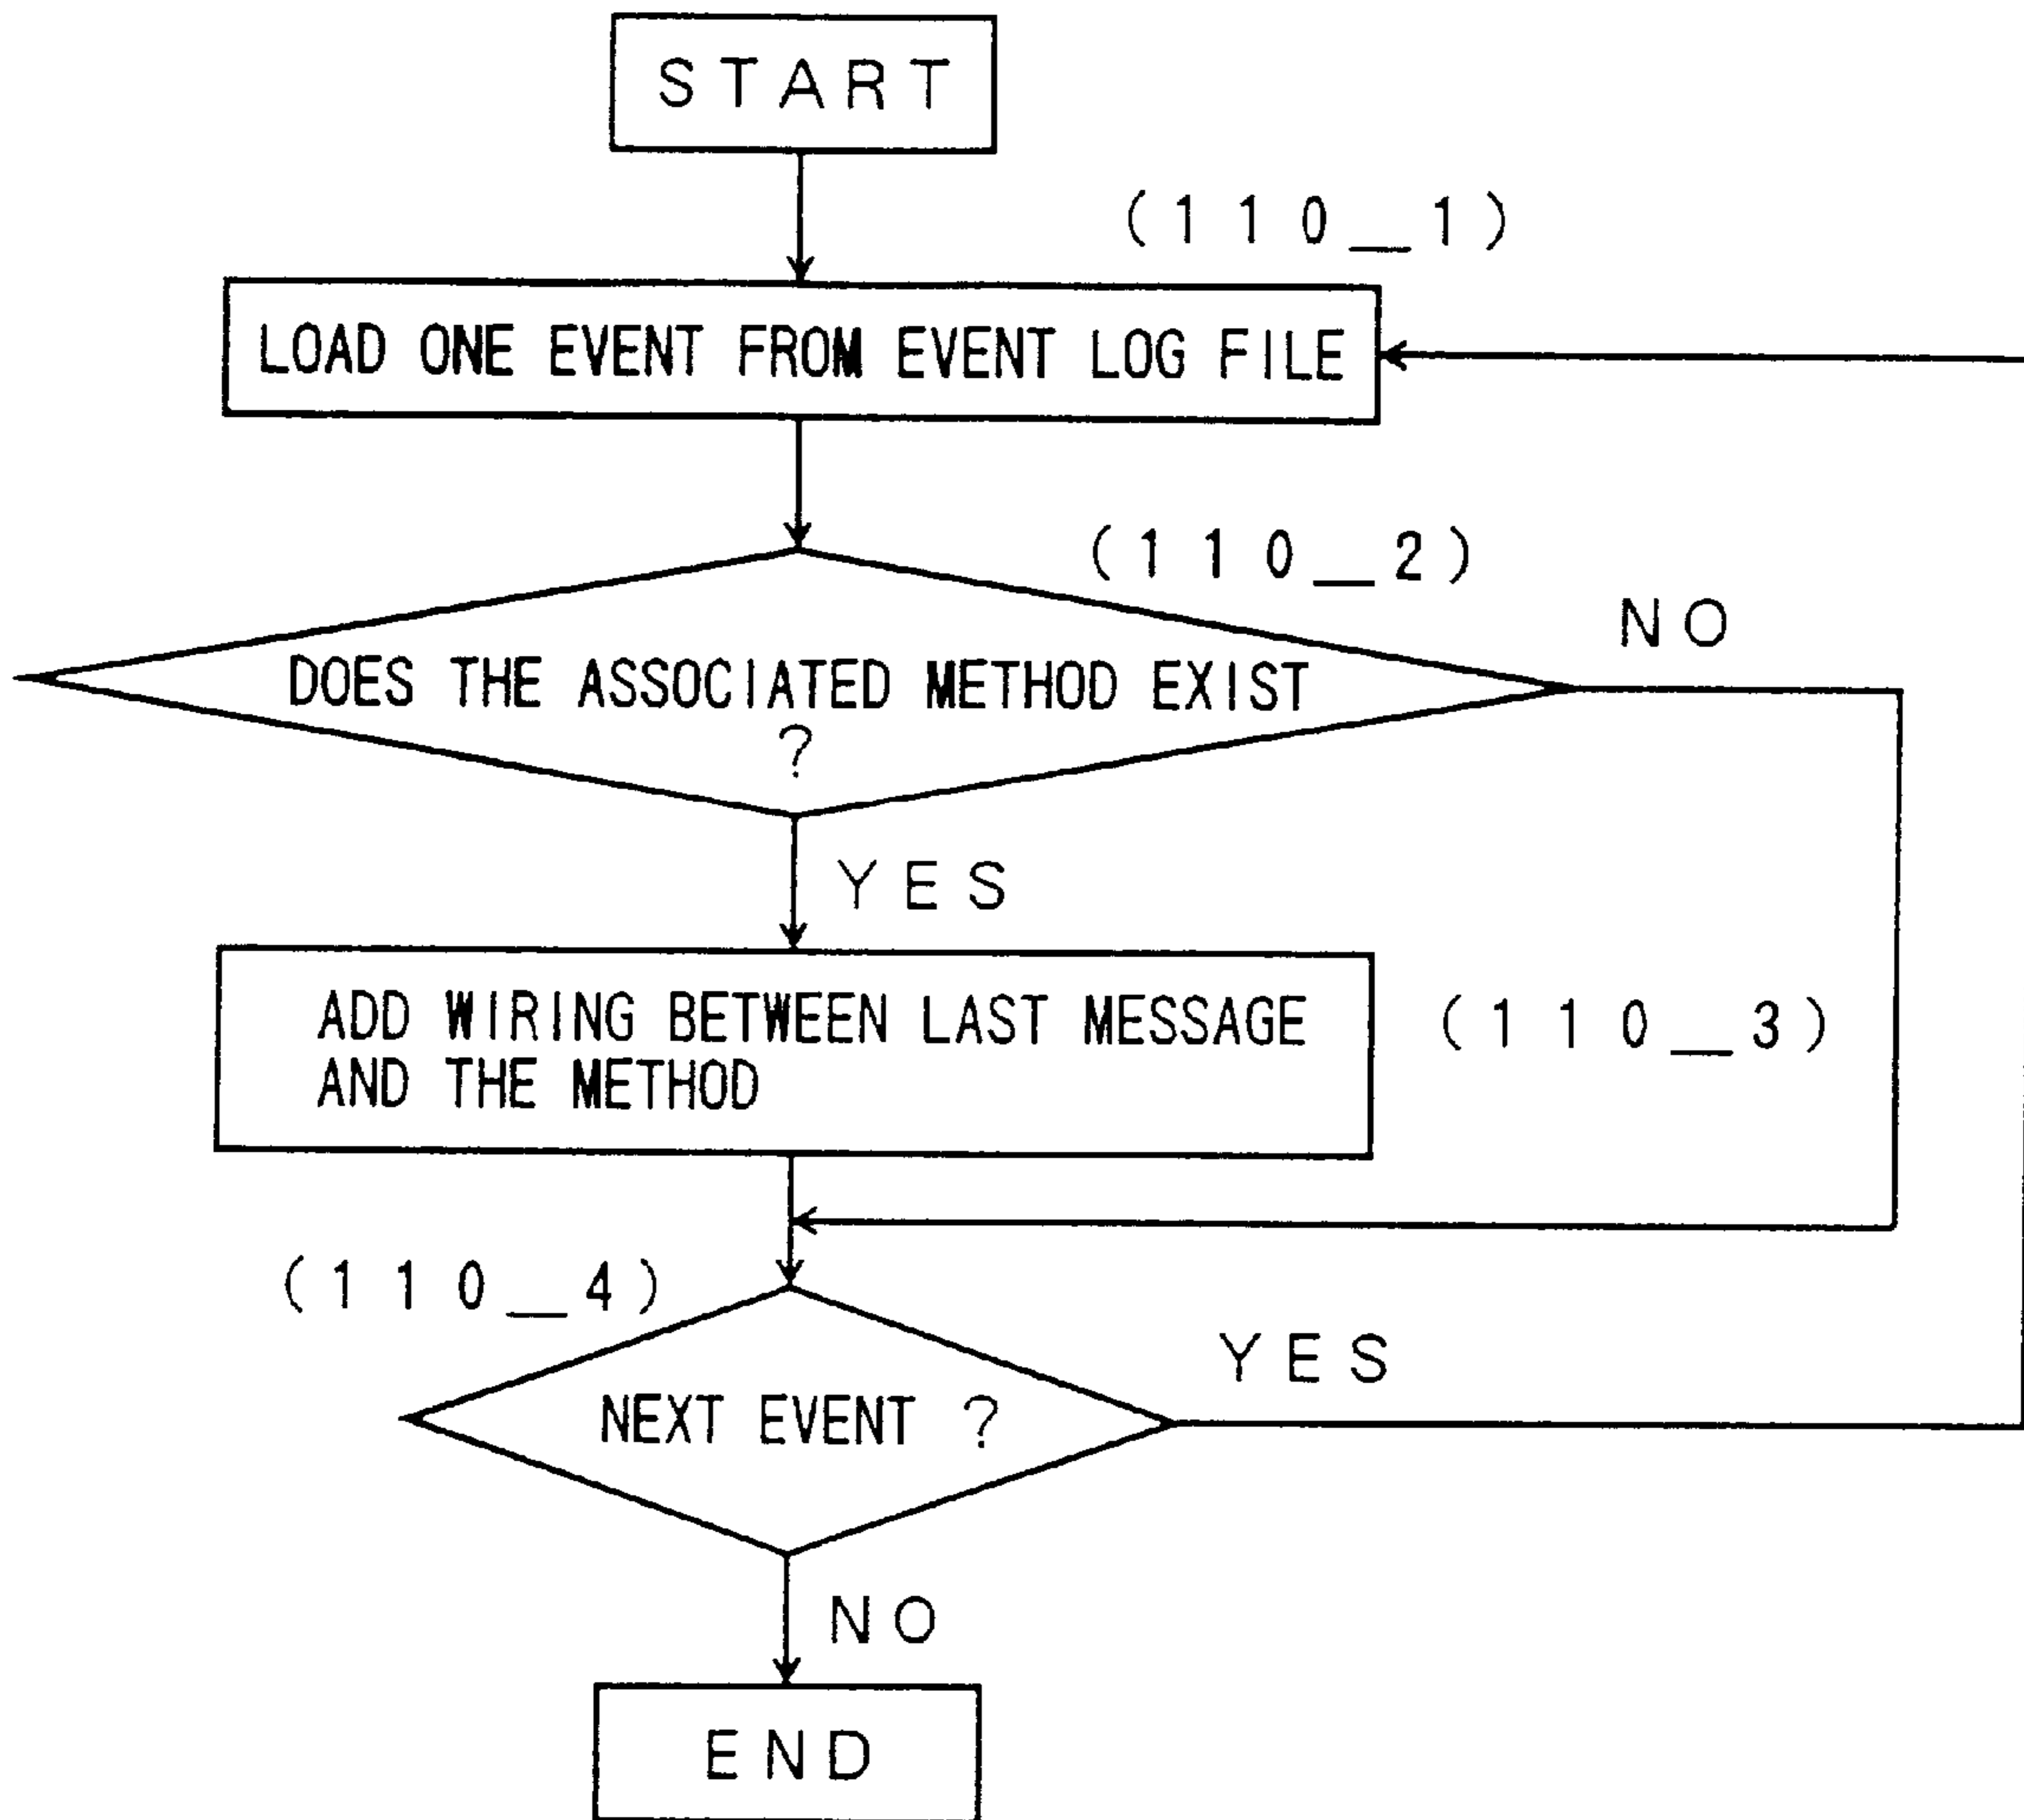 START
(110_1)
LOAD ONE EVENT FROM EVENT LOG FILE
(110_2)
NO
DOES THE ASSOCIATED METHOD EXIST
?
YES
ADD WIRING BETWEEN LAST MESSAGE
AND THE METHOD
(110_3)
(110_4)
YES
NEXT EVENT ?
NO
END